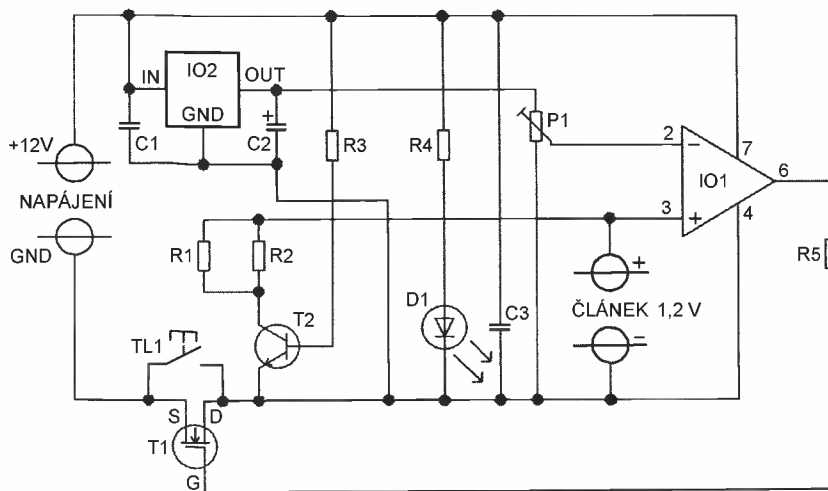 IO2
IN
OUT
GND
C1
+
C2
R3
R4
P1
2
−
7
+12V
IO1
6
NAPÁJENÍ
3
+
4
GND
R1
R2
R5
+
D1
ČLÁNEK 1,2 V
T2
C3
−
TL1
S
D
T1
G